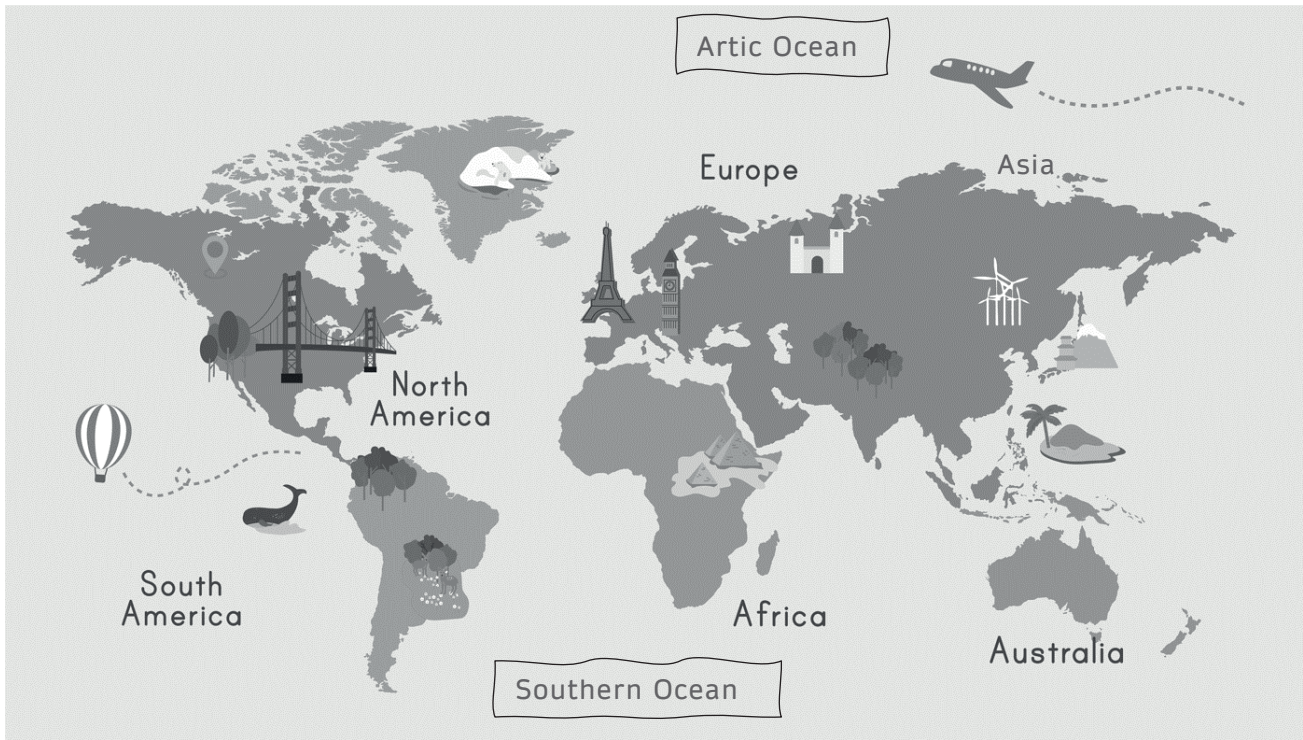 Artic Ocean
Europe
Asia
North
America
South
America
Africa
Australia
Southern Ocean